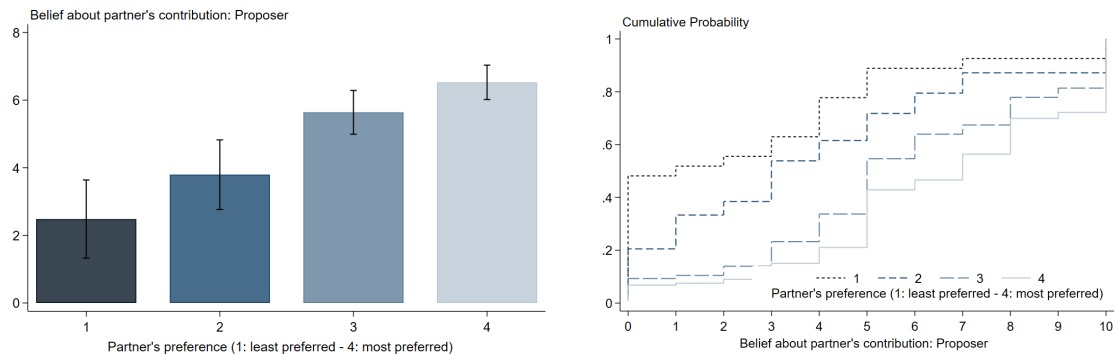 Belief about partner's contribution: Proposer
8
6
4
2
0
1 2 3 4
Partner's preference (1: least preferred - 4: most preferred)
Cumulative Probability
1
.8
.6
.4
.2
0
1 2 3 4
Partner's preference (1: least preferred - 4: most preferred)
0 1 2 3 4 5 6 7 8 9 10
Belief about partner's contribution: Proposer